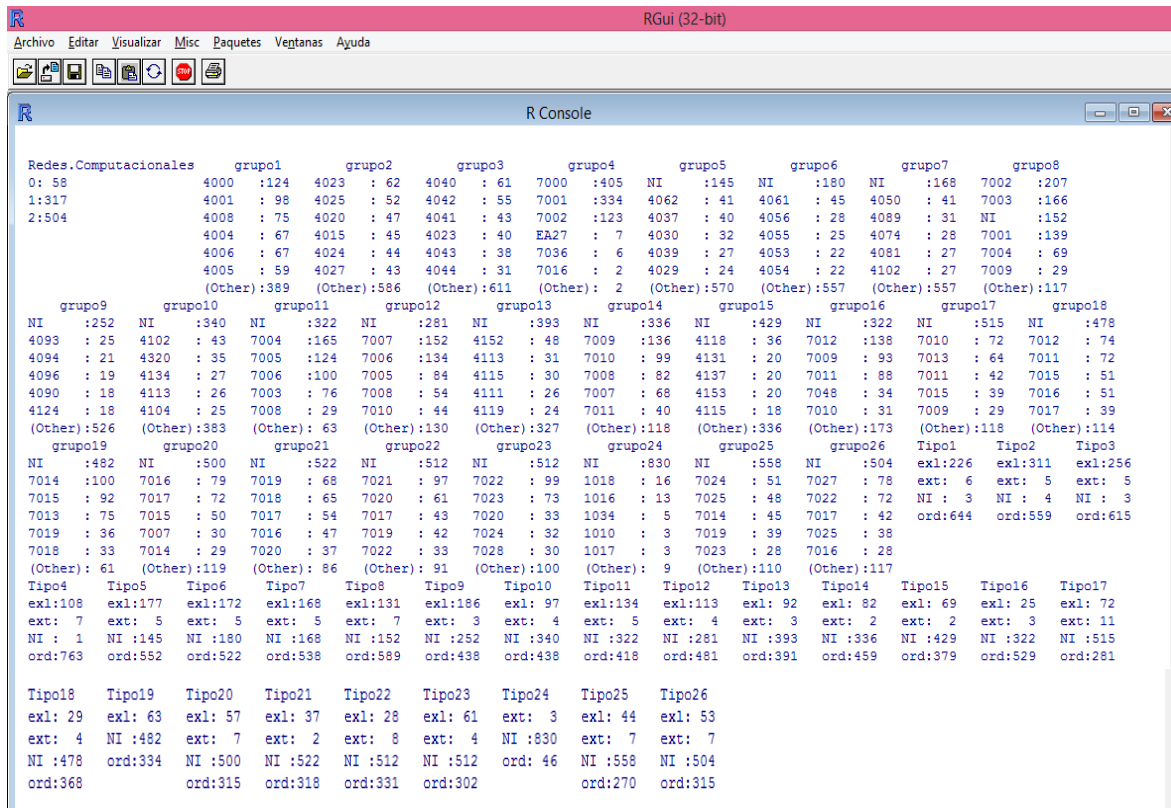 RGui (32-bit)
Archivo Editar Visualizar Misc Paquetes Ventanas Ayuda
STOP
R Console
Redes.Computacionales grupo1 grupo2 grupo3 grupo4 grupo5 grupo6 grupo7 grupo8
0: 58 4000 :124 4023 : 62 4040 : 61 7000 :405 NI :145 NI :180 NI :168 7002 :207
1:317 4001 : 98 4025 : 52 4042 : 55 7001 :334 4062 : 41 4061 : 45 4050 : 41 7003 :166
2:504 4008 : 75 4020 : 47 4041 : 43 7002 :123 4037 : 40 4056 : 28 4089 : 31 NI :152
4004 : 67 4015 : 45 4023 : 40 EA27 : 7 4030 : 32 4055 : 25 4074 : 28 7001 :139
4006 : 67 4024 : 44 4043 : 38 7036 : 6 4039 : 27 4053 : 22 4081 : 27 7004 : 69
4005 : 59 4027 : 43 4044 : 31 7016 : 2 4029 : 24 4054 : 22 4102 : 27 7009 : 29
(Other):389 (Other):586 (Other):611 (Other): 2 (Other):570 (Other):557 (Other):557 (Other):117
grupo9 grupo10 grupo11 grupo12 grupo13 grupo14 grupo15 grupo16 grupo17 grupo18
NI :252 NI :340 NI :322 NI :281 NI :393 NI :336 NI :429 NI :322 NI :515 NI :478
4093 : 25 4102 : 43 7004 :165 7007 :152 4152 : 48 7009 :136 4118 : 36 7012 :138 7010 : 72 7012 : 74
4094 : 21 4320 : 35 7005 :124 7006 :134 4113 : 31 7010 : 99 4131 : 20 7009 : 93 7013 : 64 7011 : 72
4096 : 19 4134 : 27 7006 :100 7005 : 84 4115 : 30 7008 : 82 4137 : 20 7011 : 88 7011 : 42 7015 : 51
4090 : 18 4113 : 26 7003 : 76 7008 : 54 4111 : 26 7007 : 68 4153 : 20 7048 : 34 7015 : 39 7016 : 51
4124 : 18 4104 : 25 7008 : 29 7010 : 44 4119 : 24 7011 : 40 4115 : 18 7010 : 31 7009 : 29 7017 : 39
(Other):526 (Other):383 (Other): 63 (Other):130 (Other):327 (Other):118 (Other):336 (Other):173 (Other):118 (Other):114
grupo19 grupo20 grupo21 grupo22 grupo23 grupo24 grupo25 grupo26 Tipo1 Tipo2 Tipo3
NI :482 NI :500 NI :522 NI :512 NI :512 NI :830 NI :558 NI :504 exl:226 exl:311 exl:256
7014 :100 7016 : 79 7019 : 68 7021 : 97 7022 : 99 1018 : 16 7024 : 51 7027 : 78 ext: 6 ext: 5 ext: 5
7015 : 92 7017 : 72 7018 : 65 7020 : 61 7023 : 73 1016 : 13 7025 : 48 7022 : 72 NI : 3 NI : 4 NI : 3
7013 : 75 7015 : 50 7017 : 54 7017 : 43 7020 : 33 1034 : 5 7014 : 45 7017 : 42 ord:644 ord:559 ord:615
7019 : 36 7007 : 30 7016 : 47 7019 : 42 7024 : 32 1010 : 3 7019 : 39 7025 : 38
7018 : 33 7014 : 29 7020 : 37 7022 : 33 7028 : 30 1017 : 3 7023 : 28 7016 : 28
(Other): 61 (Other):119 (Other): 86 (Other): 91 (Other):100 (Other): 9 (Other):110 (Other):117
Tipo4 Tipo5 Tipo6 Tipo7 Tipo8 Tipo9 Tipo10 Tipo11 Tipo12 Tipo13 Tipo14 Tipo15 Tipo16 Tipo17
exl:108 exl:177 exl:172 exl:168 exl:131 exl:186 exl: 97 exl:134 exl:113 exl: 92 exl: 82 exl: 69 exl: 25 exl: 72
ext: 7 ext: 5 ext: 5 ext: 5 ext: 7 ext: 3 ext: 4 ext: 5 ext: 4 ext: 3 ext: 2 ext: 2 ext: 3 ext: 11
NI : 1 NI :145 NI :180 NI :168 NI :152 NI :252 NI :340 NI :322 NI :281 NI :393 NI :336 NI :429 NI :322 NI :515
ord:763 ord:552 ord:522 ord:538 ord:589 ord:438 ord:438 ord:418 ord:481 ord:391 ord:459 ord:379 ord:529 ord:281
Tipo18 Tipo19 Tipo20 Tipo21 Tipo22 Tipo23 Tipo24 Tipo25 Tipo26
exl: 29 exl: 63 exl: 57 exl: 37 exl: 28 exl: 61 ext: 3 exl: 44 exl: 53
ext: 4 NI :482 ext: 7 ext: 2 ext: 8 ext: 4 NI :830 ext: 7 ext: 7
NI :478 ord:334 NI :500 NI :522 NI :512 NI :512 ord: 46 NI :558 NI :504
ord:368 ord:315 ord:318 ord:331 ord:302 ord:270 ord:315